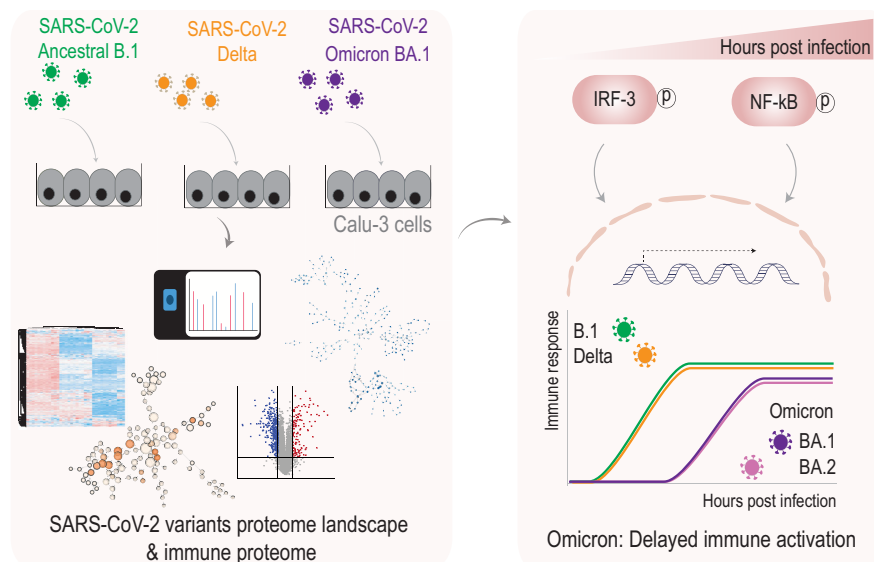 SARS-CoV-2
Ancestral B.1
SARS-CoV-2
Delta
SARS-CoV-2
Omicron BA.1
Calu-3 cells
SARS-CoV-2 variants proteome landscape
& immune proteome
Hours post infection
IRF-3
p
NF-kB
p
Immune response
B.1
Delta
Omicron
BA.1
BA.2
Hours post infection
Omicron: Delayed immune activation